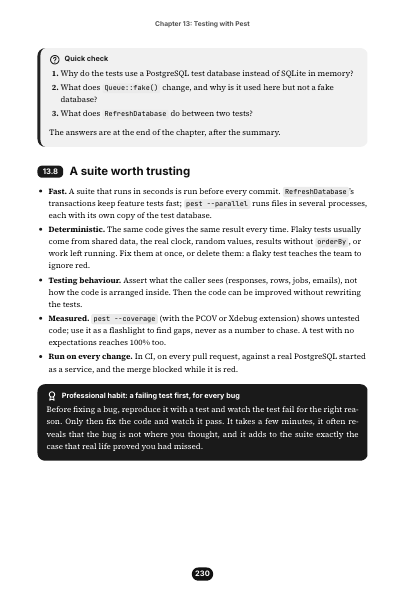 Chapter 13: Testing with Pest
Quick check
1. Why do the tests use a PostgreSQL test database instead of SQLite in memory?
2. What does Queue::fake() change, and why is it used here but not a fake
database?
3. What does RefreshDatabase do between two tests?
The answers are at the end of the chapter, after the summary.
13.8 A suite worth trusting
• Fast. A suite that runs in seconds is run before every commit. RefreshDatabase's
transactions keep feature tests fast; pest --parallel runs files in several processes,
each with its own copy of the test database.
• Deterministic. The same code gives the same result every time. Flaky tests usually
come from shared data, the real clock, random values, results without orderBy, or
work left running. Fix them at once, or delete them: a flaky test teaches the team to
ignore red.
• Testing behaviour. Assert what the caller sees (responses, rows, jobs, emails), not
how the code is arranged inside. Then the code can be improved without rewriting
the tests.
• Measured. pest --coverage (with the PCOV or Xdebug extension) shows untested
code; use it as a flashlight to find gaps, never as a number to chase. A test with no
expectations reaches 100% too.
• Run on every change. In CI, on every pull request, against a real PostgreSQL started
as a service, and the merge blocked while it is red.
Professional habit: a failing test first, for every bug
Before fixing a bug, reproduce it with a test and watch the test fail for the right rea-
son. Only then fix the code and watch it pass. It takes a few minutes, it often re-
veals that the bug is not where you thought, and it adds to the suite exactly the
case that real life proved you had missed.
230